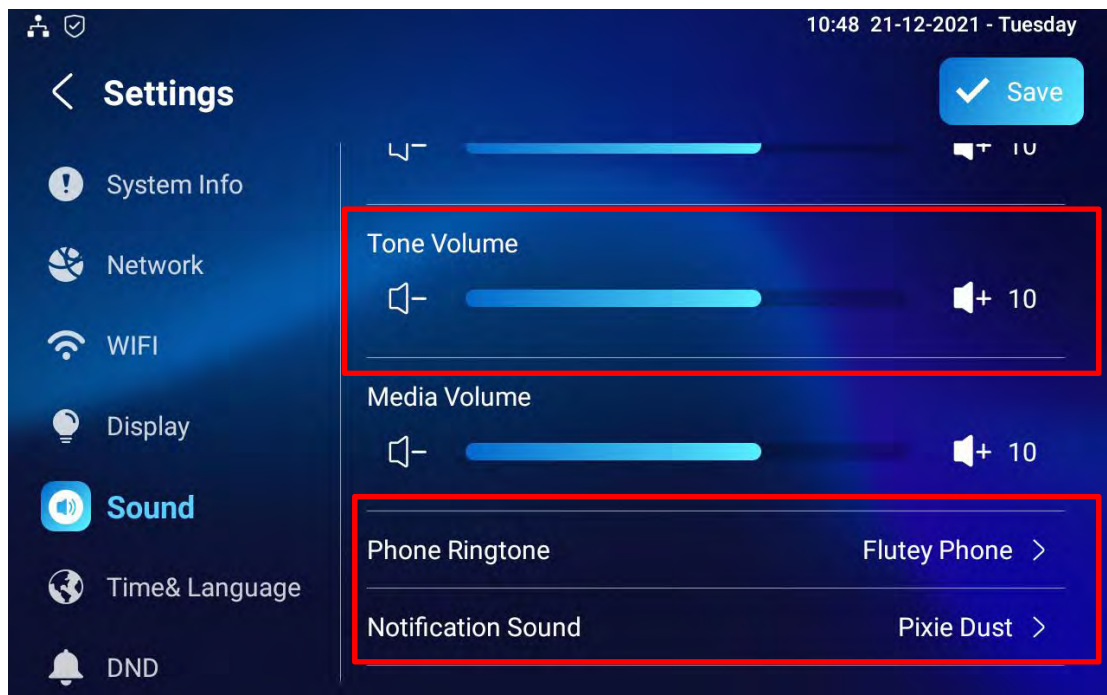 10:48 21-12-2021 - Tuesday
Settings
Save
10
System Info
Tone Volume
Network
10
WIFI
Media Volume
Display
10
Sound
Phone Ringtone Flutey Phone
Time& Language
Notification Sound Pixie Dust
DND